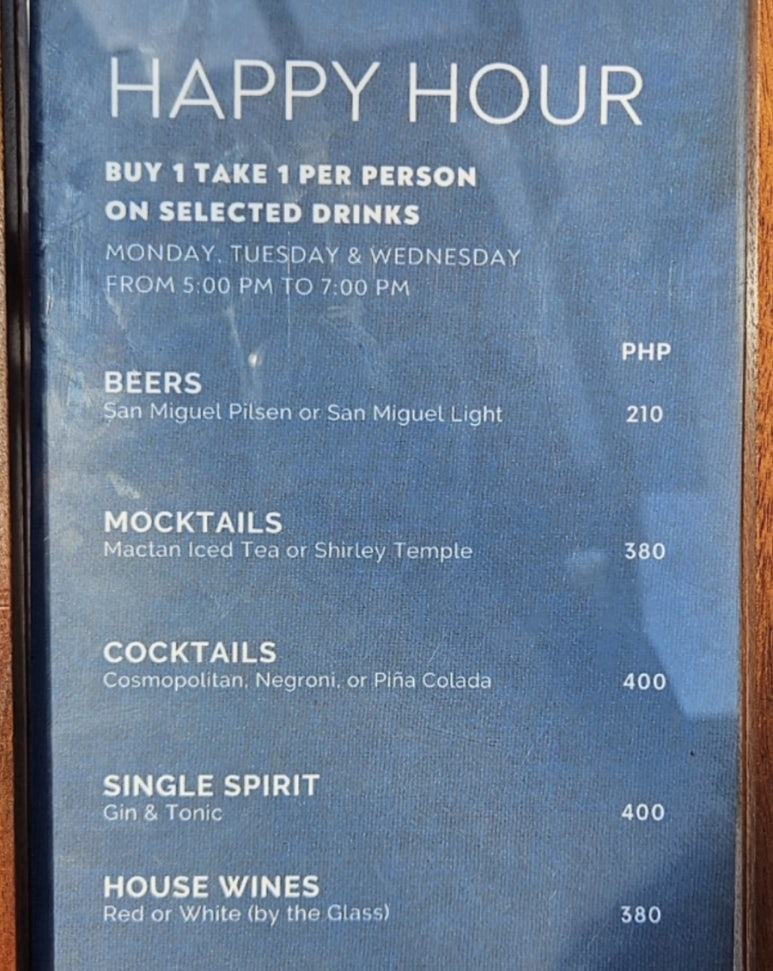 HAPPY HOUR
BUY 1 TAKE 1 PER PERSON
ON SELECTED DRINKS
MONDAY, TUESDAY & WEDNESDAY
FROM 5:00 PM TO 7:00 PM
PHP
BEERS
San Miguel Pilsen or San Miguel Light 210
MOCKTAILS
Mactan Iced Tea or Shirley Temple 380
COCKTAILS
Cosmopolitan, Negroni, or Piña Colada 400
SINGLE SPIRIT
Gin & Tonic 400
HOUSE WINES
Red or White (by the Glass) 380